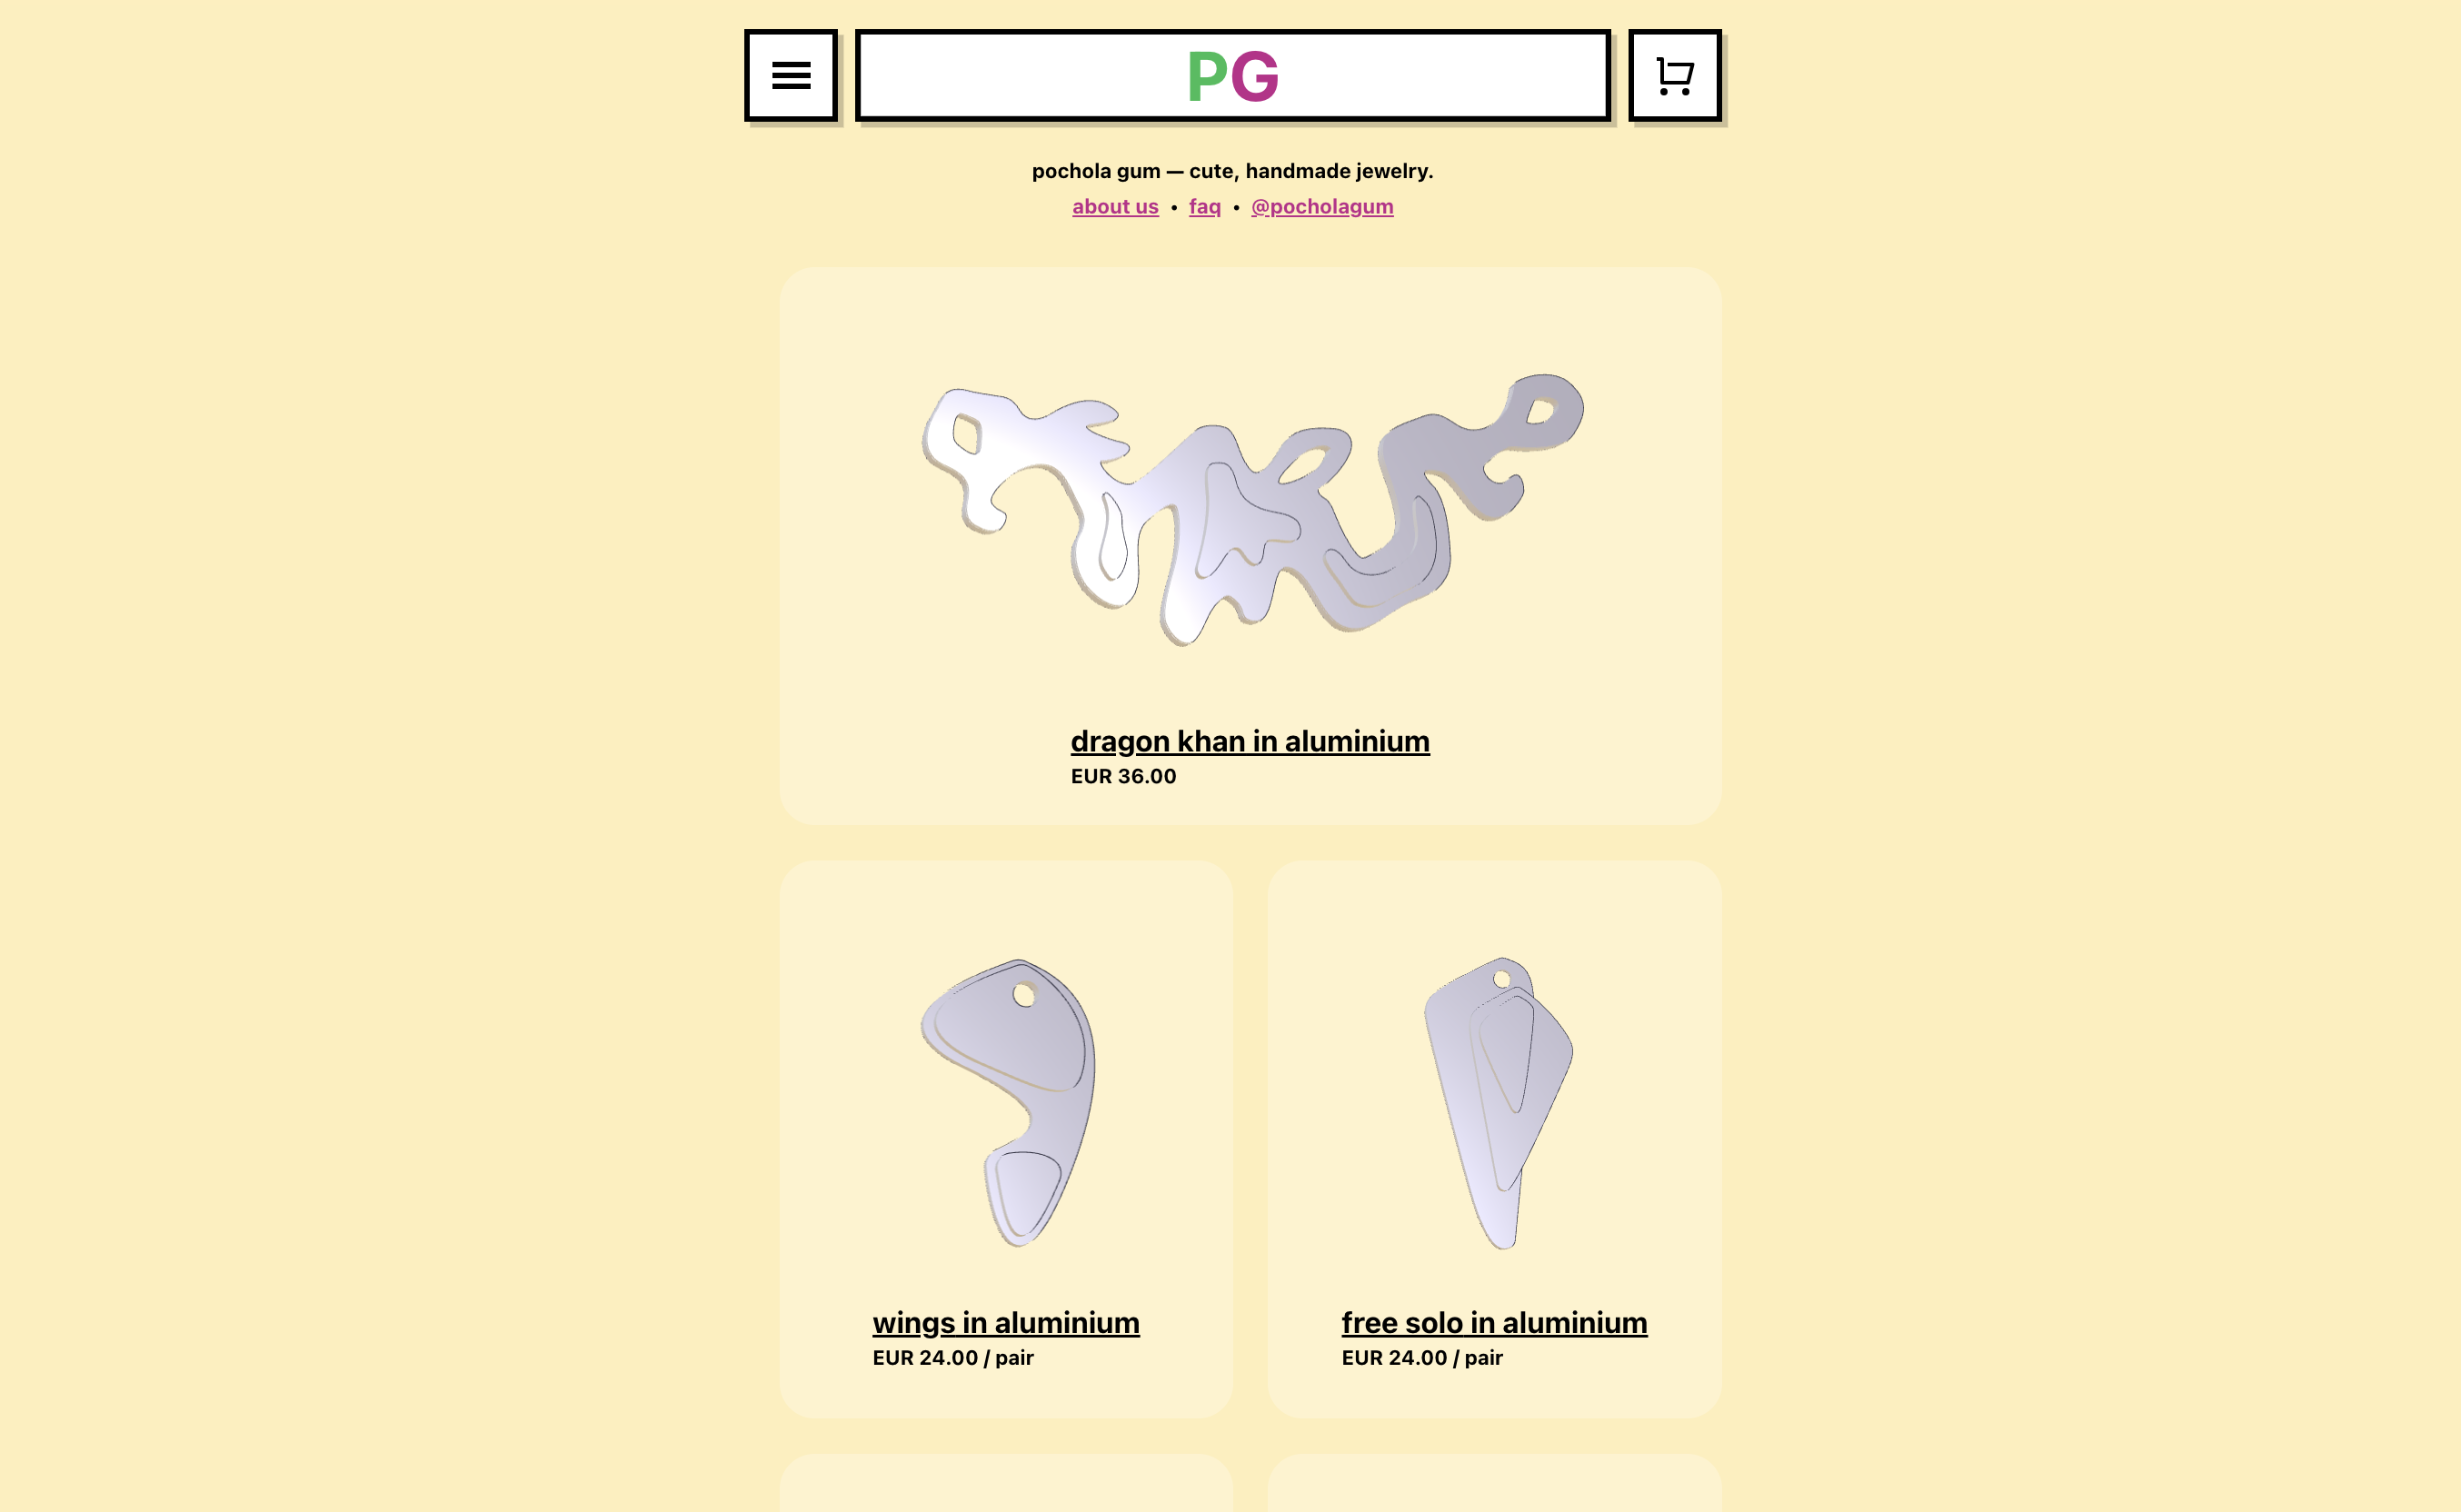 PG
pochola gum — cute, handmade jewelry.
about us • faq • @pocholagum
dragon khan in aluminium
EUR 36.00
wings in aluminium
EUR 24.00 / pair
free solo in aluminium
EUR 24.00 / pair